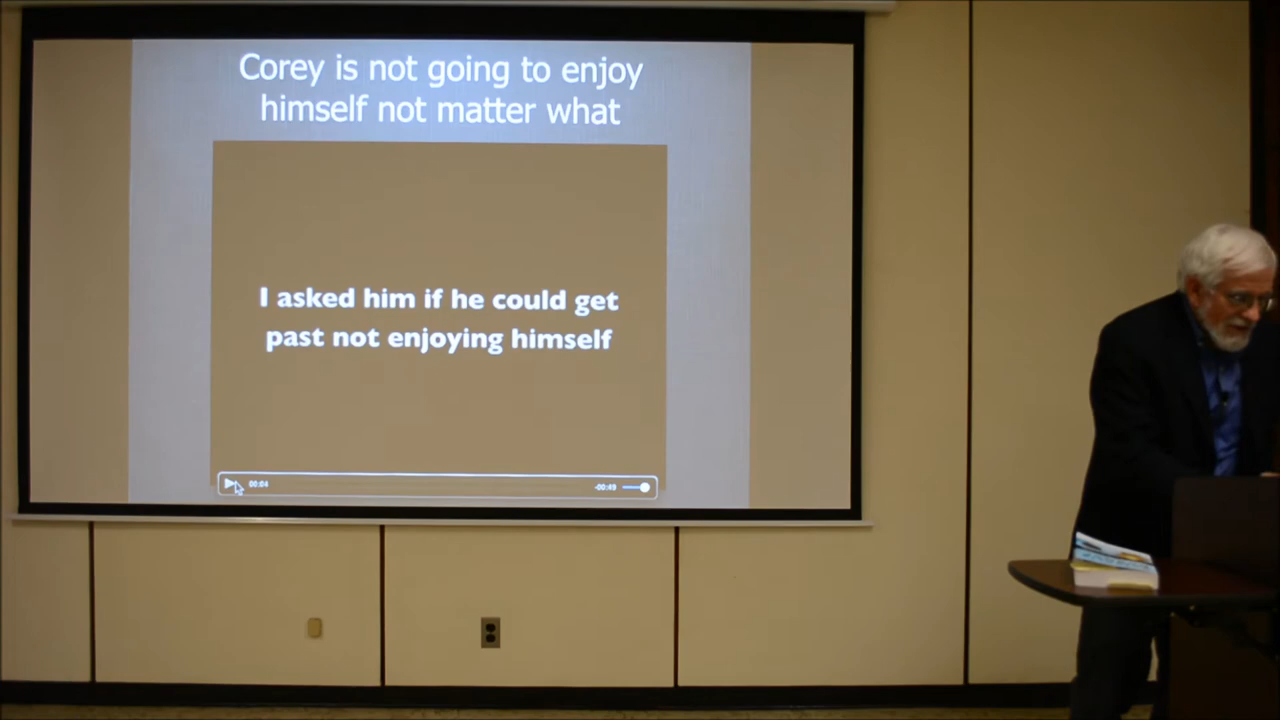 Corey is not going to enjoy
himself not matter what
I asked him if he could get
past not enjoying himself
00:04
-00:49